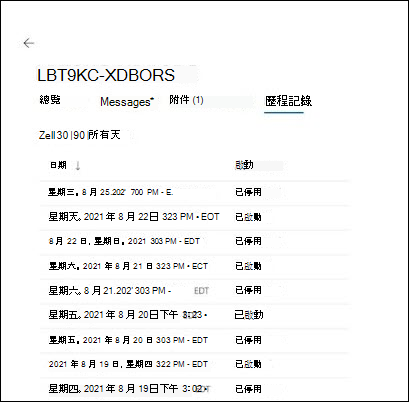 LBT9KC-XDBORS
總覽 Messages* 附件 (1) 歷程記錄
Zell30|90|所有天
日期 ↓ 啟動
星期三。8 月 25.202' 700 PM - E. 已停用
星期天。2021 年 8 月 22日 323 PM • EOT 已啟動
8 月 22 日，星期日。2021 303 PM - EDT 已停用
星期六。2021 年 8 月 21 日 323 PM • ECT 已啟動
星期六。8 月 21.202' 303 PM - EDT 已停用
星期五。2021 年 8 月 20日下午 3:23 • 已啟動
星期五。2021 年 8 月 20 日 303 PM - EDT 已停用
2021 年 8 月 19 日，星期四 322 PM - EDT 已啟動
星期四。2021 年 8 月 19日下午 3:02 • EDT 已停用